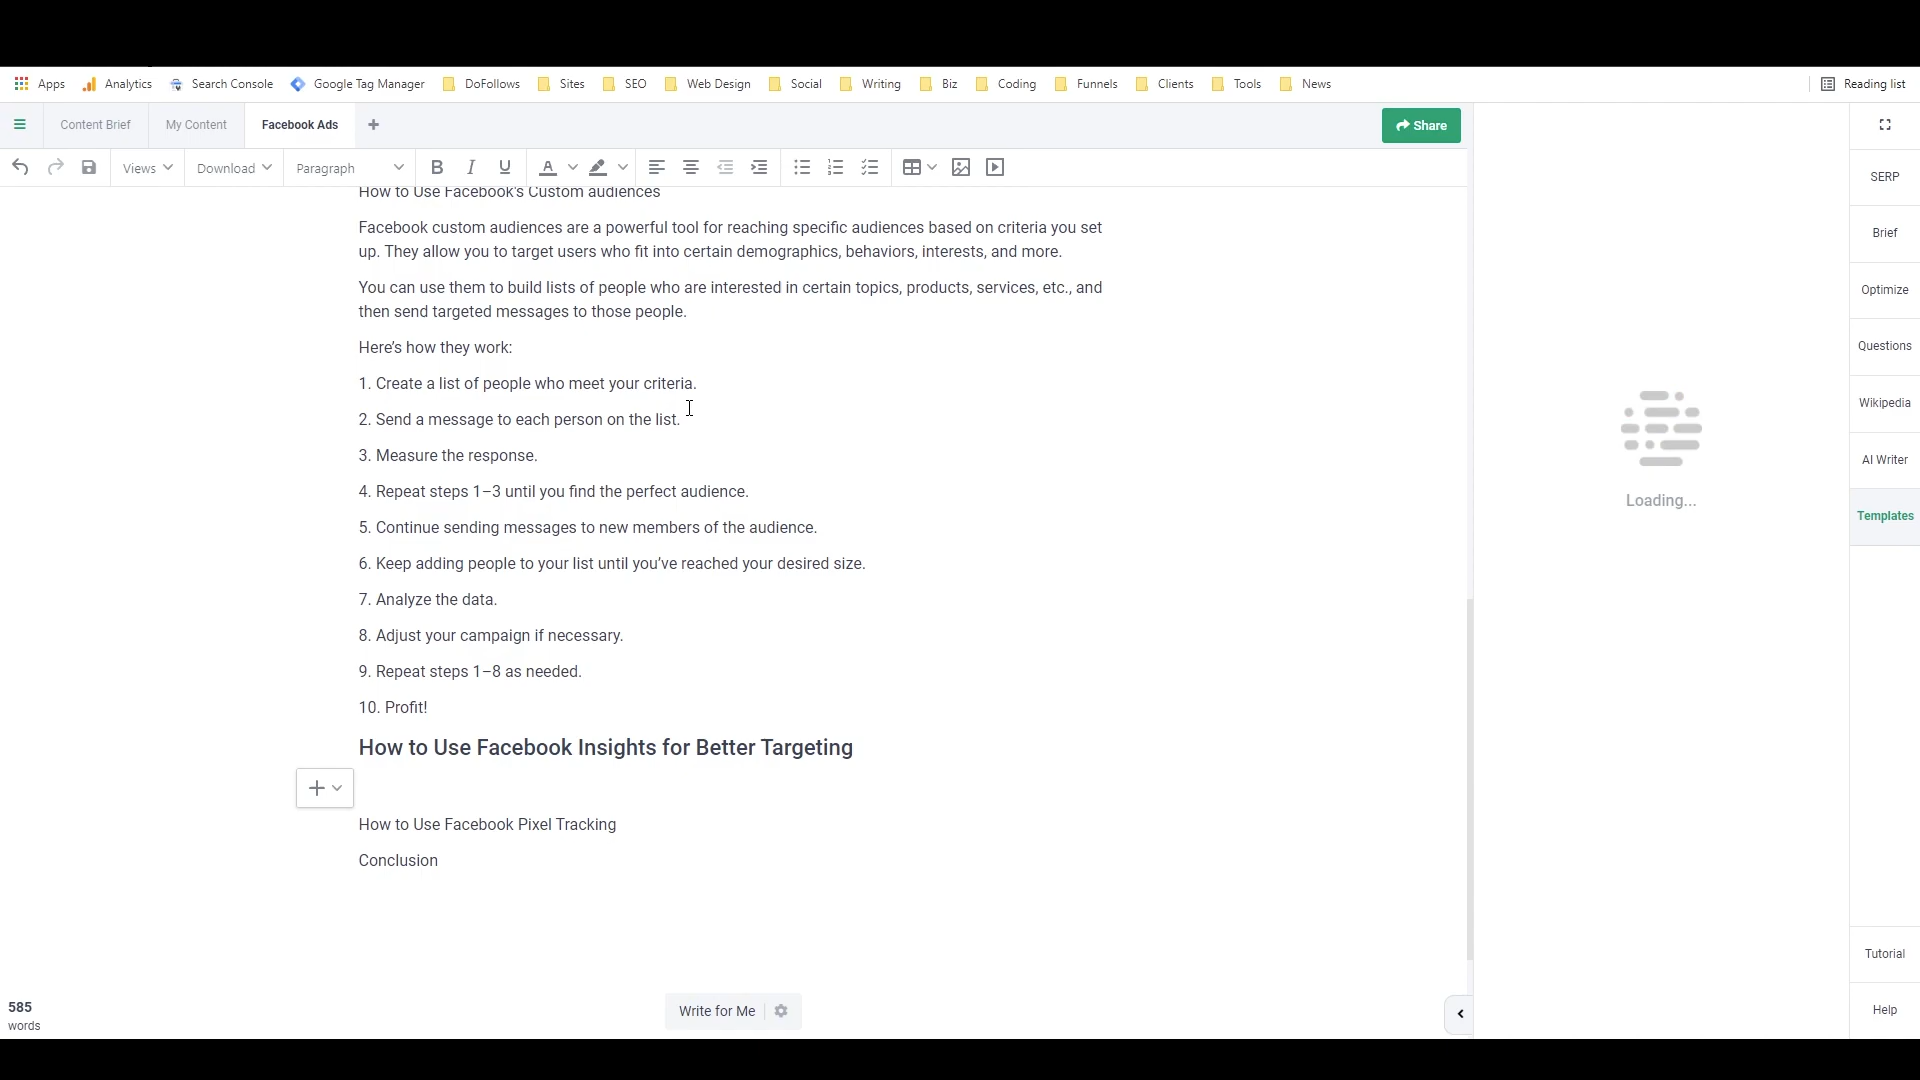 Apps Analytics Search Console Google Tag Manager DoFollows Sites SEO Web Design Social Writing Biz Coding Funnels Clients Tools News Reading list
Content Brief My Content Facebook Ads Share
Views Download Paragraph
How to Use Facebook's Custom audiences
Facebook custom audiences are a powerful tool for reaching specific audiences based on criteria you set
up. They allow you to target users who fit into certain demographics, behaviors, interests, and more.
You can use them to build lists of people who are interested in certain topics, products, services, etc., and
then send targeted messages to those people.
Here’s how they work:
1. Create a list of people who meet your criteria.
2. Send a message to each person on the list.
3. Measure the response.
4. Repeat steps 1–3 until you find the perfect audience.
5. Continue sending messages to new members of the audience.
6. Keep adding people to your list until you’ve reached your desired size.
7. Analyze the data.
8. Adjust your campaign if necessary.
9. Repeat steps 1–8 as needed.
10. Profit!
How to Use Facebook Insights for Better Targeting
How to Use Facebook Pixel Tracking
Conclusion
585
words
Write for Me
Loading...
SERP
Brief
Optimize
Questions
Wikipedia
AI Writer
Templates
Tutorial
Help